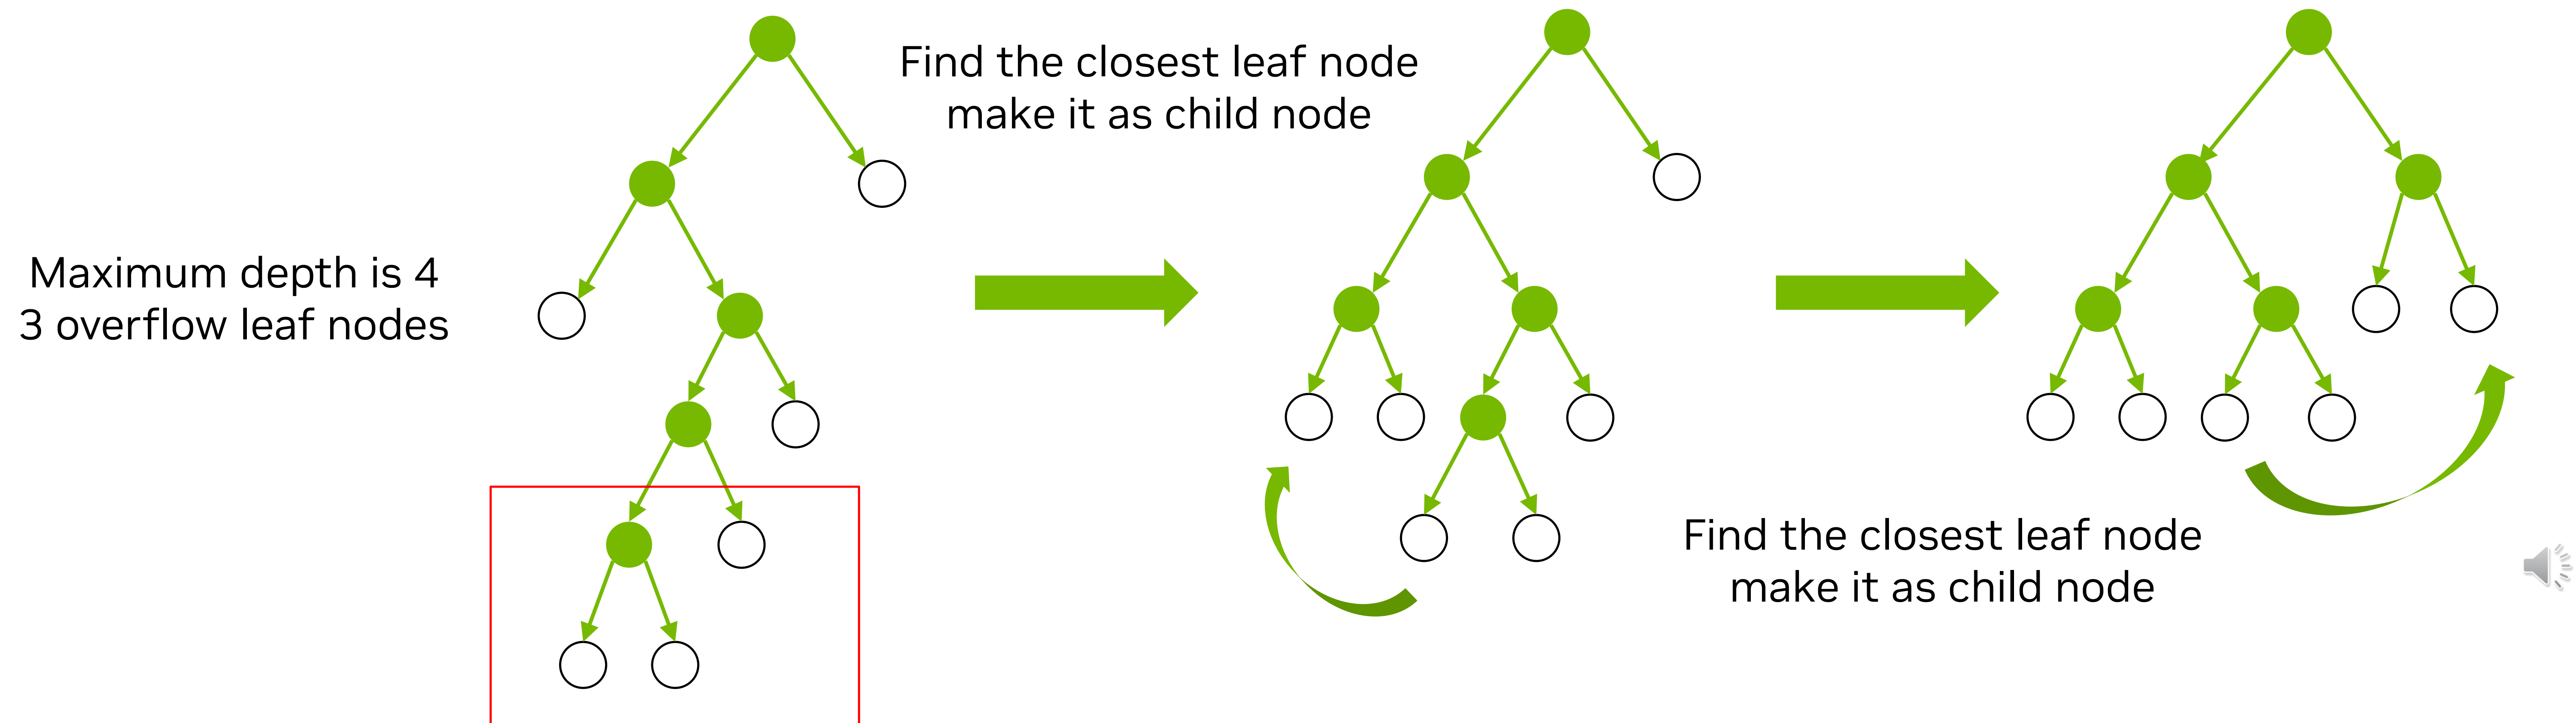 Maximum depth is 4
3 overflow leaf nodes
Find the closest leaf node
make it as child node
Find the closest leaf node
make it as child node